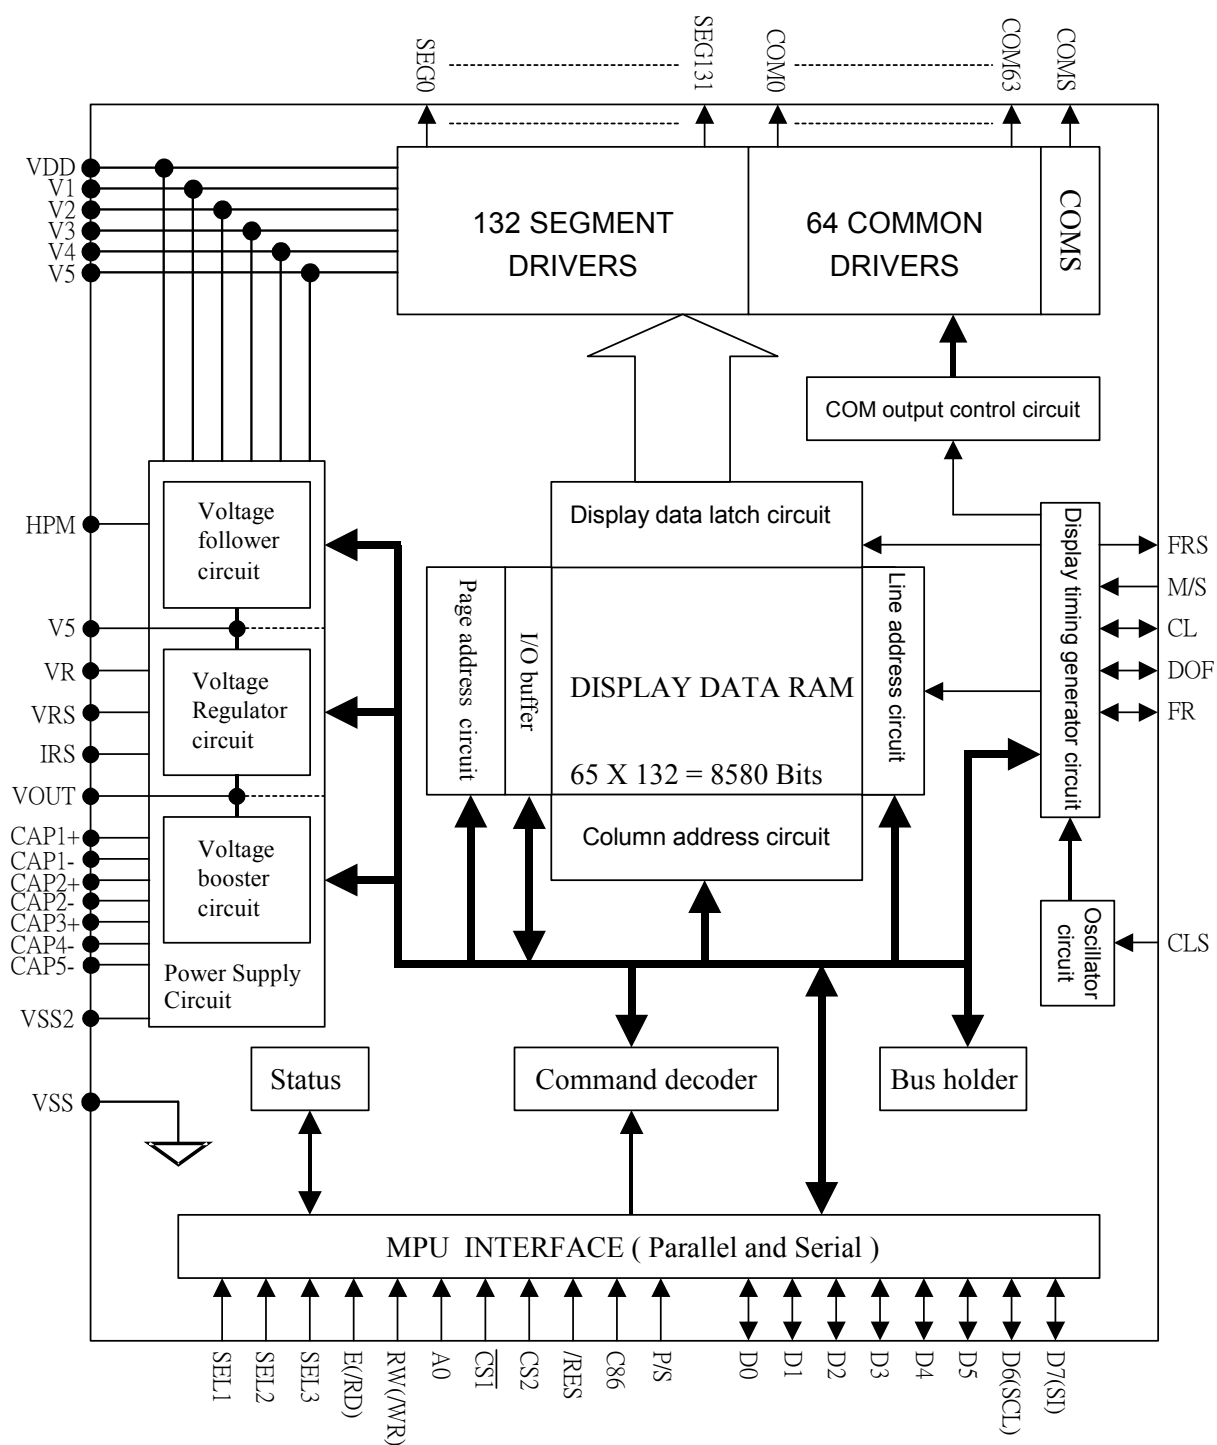 SEG0
SEG131
COM0
COM63
COMS
VDD
V1
V2
V3
V4
V5
132 SEGMENT
DRIVERS
64 COMMON
DRIVERS
COMS
COM output control circuit
HPM
V5
VR
VRS
IRS
VOUT
CAP1+
CAP1-
CAP2+
CAP2-
CAP3+
CAP4-
CAP5-
VSS2
VSS
Voltage
follower
circuit
Voltage
Regulator
circuit
Voltage
booster
circuit
Power Supply
Circuit
Display data latch circuit
Page address circuit
I/O buffer
DISPLAY DATA RAM
65 X 132 = 8580 Bits
Line address circuit
Column address circuit
Display timing generator circuit
FRS
M/S
CL
DOF
FR
Oscillator
circuit
CLS
Status
Command decoder
Bus holder
MPU INTERFACE ( Parallel and Serial )
SEL1
SEL2
SEL3
E(/RD)
RW(/WR)
A0
CS1
CS2
/RES
C86
P/S
D0
D1
D2
D3
D4
D5
D6(SCL)
D7(SI)